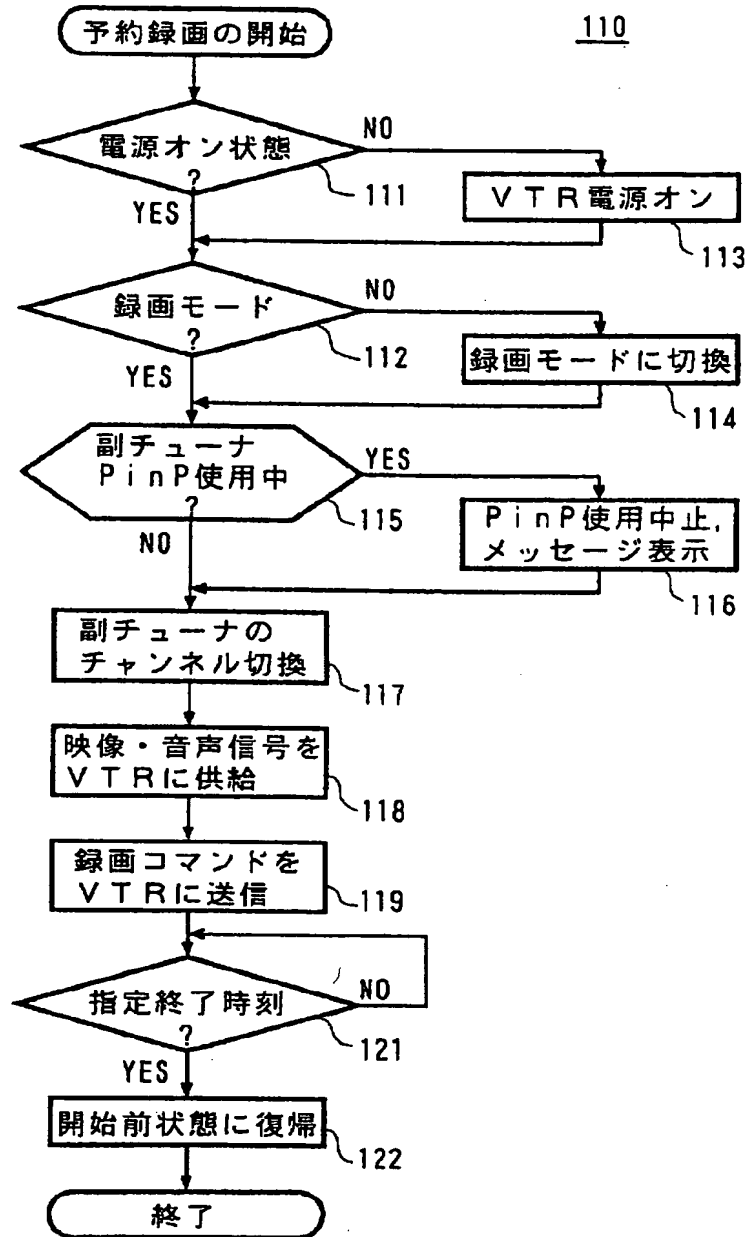 予約録画の開始
110
電源オン状態
?
NO
111
YES
VTR電源オン
113
録画モード
?
NO
112
YES
録画モードに切換
114
副チューナ
PinP使用中
?
YES
115
NO
PinP使用中止,
メッセージ表示
116
副チューナの
チャンネル切換
117
映像・音声信号を
VTRに供給
118
録画コマンドを
VTRに送信
119
指定終了時刻
?
NO
121
YES
開始前状態に復帰
122
終了